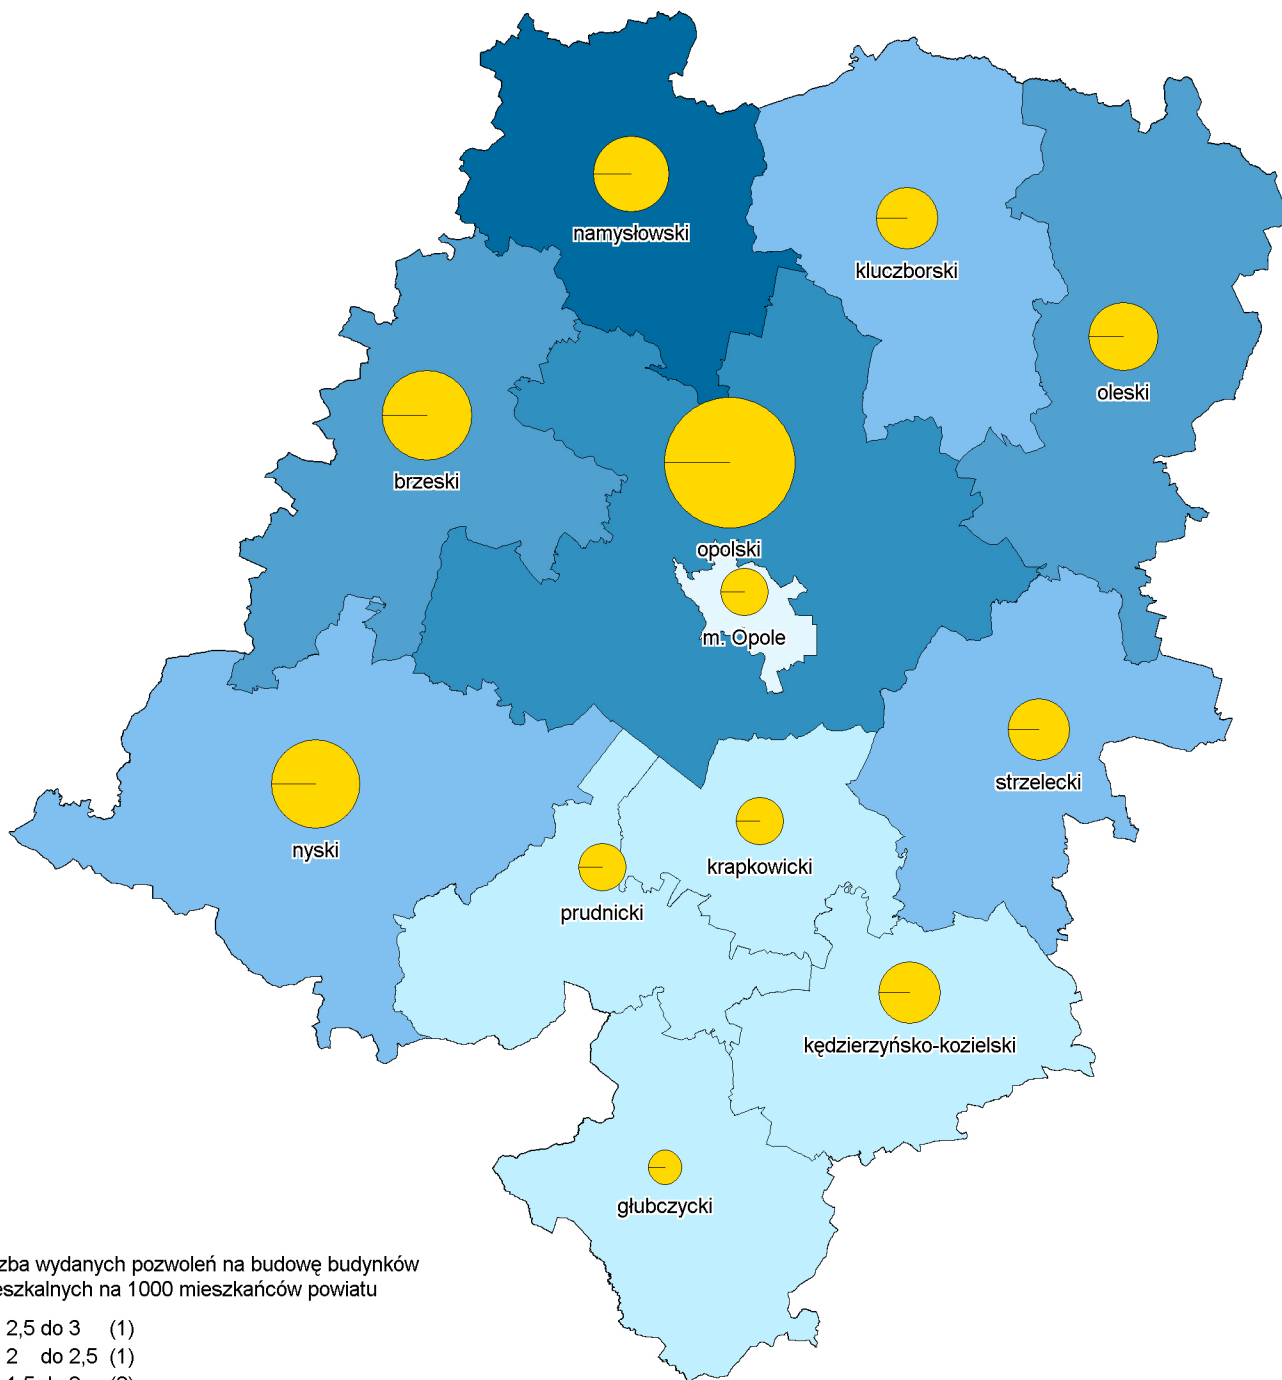 namysłowski
kluczborski
oleski
brzeski
opolski
m. Opole
strzelecki
nyski
krapkowicki
prudnicki
kędzierzyńsko-kozielski
głubczycki
zba wydanych pozwoleń na budowę budynków
eszkalnych na 1000 mieszkańców powiatu
2,5 do 3 (1)
2 do 2,5 (1)